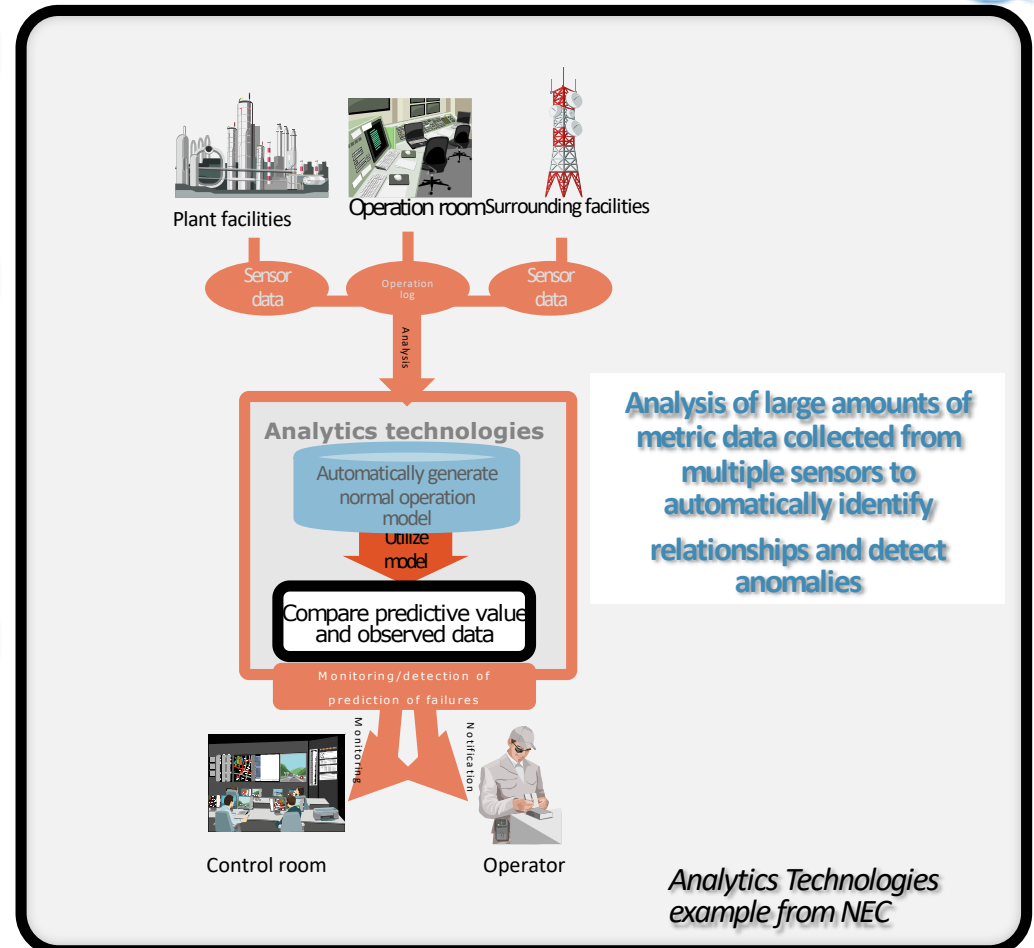 Plant facilities
Operation room
Surrounding facilities
Sensor
data
Operation
log
Sensor
data
Analysis
Analytics technologies
Automatically generate
normal operation
model
Utilize
model
Compare predictive value
and observed data
Monitoring/detection of
prediction of failures
Monitoring
Notification
Control room
Operator
Analysis of large amounts of
metric data collected from
multiple sensors to
automatically identify
relationships and detect
anomalies
Analytics Technologies
example from NEC